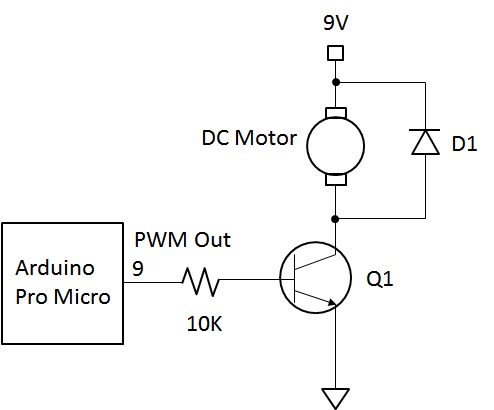 9V
DC Motor
D1
PWM Out
Arduino
Pro Micro
9
Q1
10K